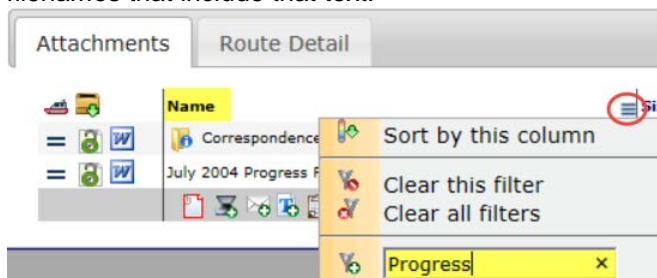 filenames that include that text.
Attachments Route Detail
Name Si
Correspondence Sort by this column
July 2004 Progress Clear this filter
Clear all filters
Progress